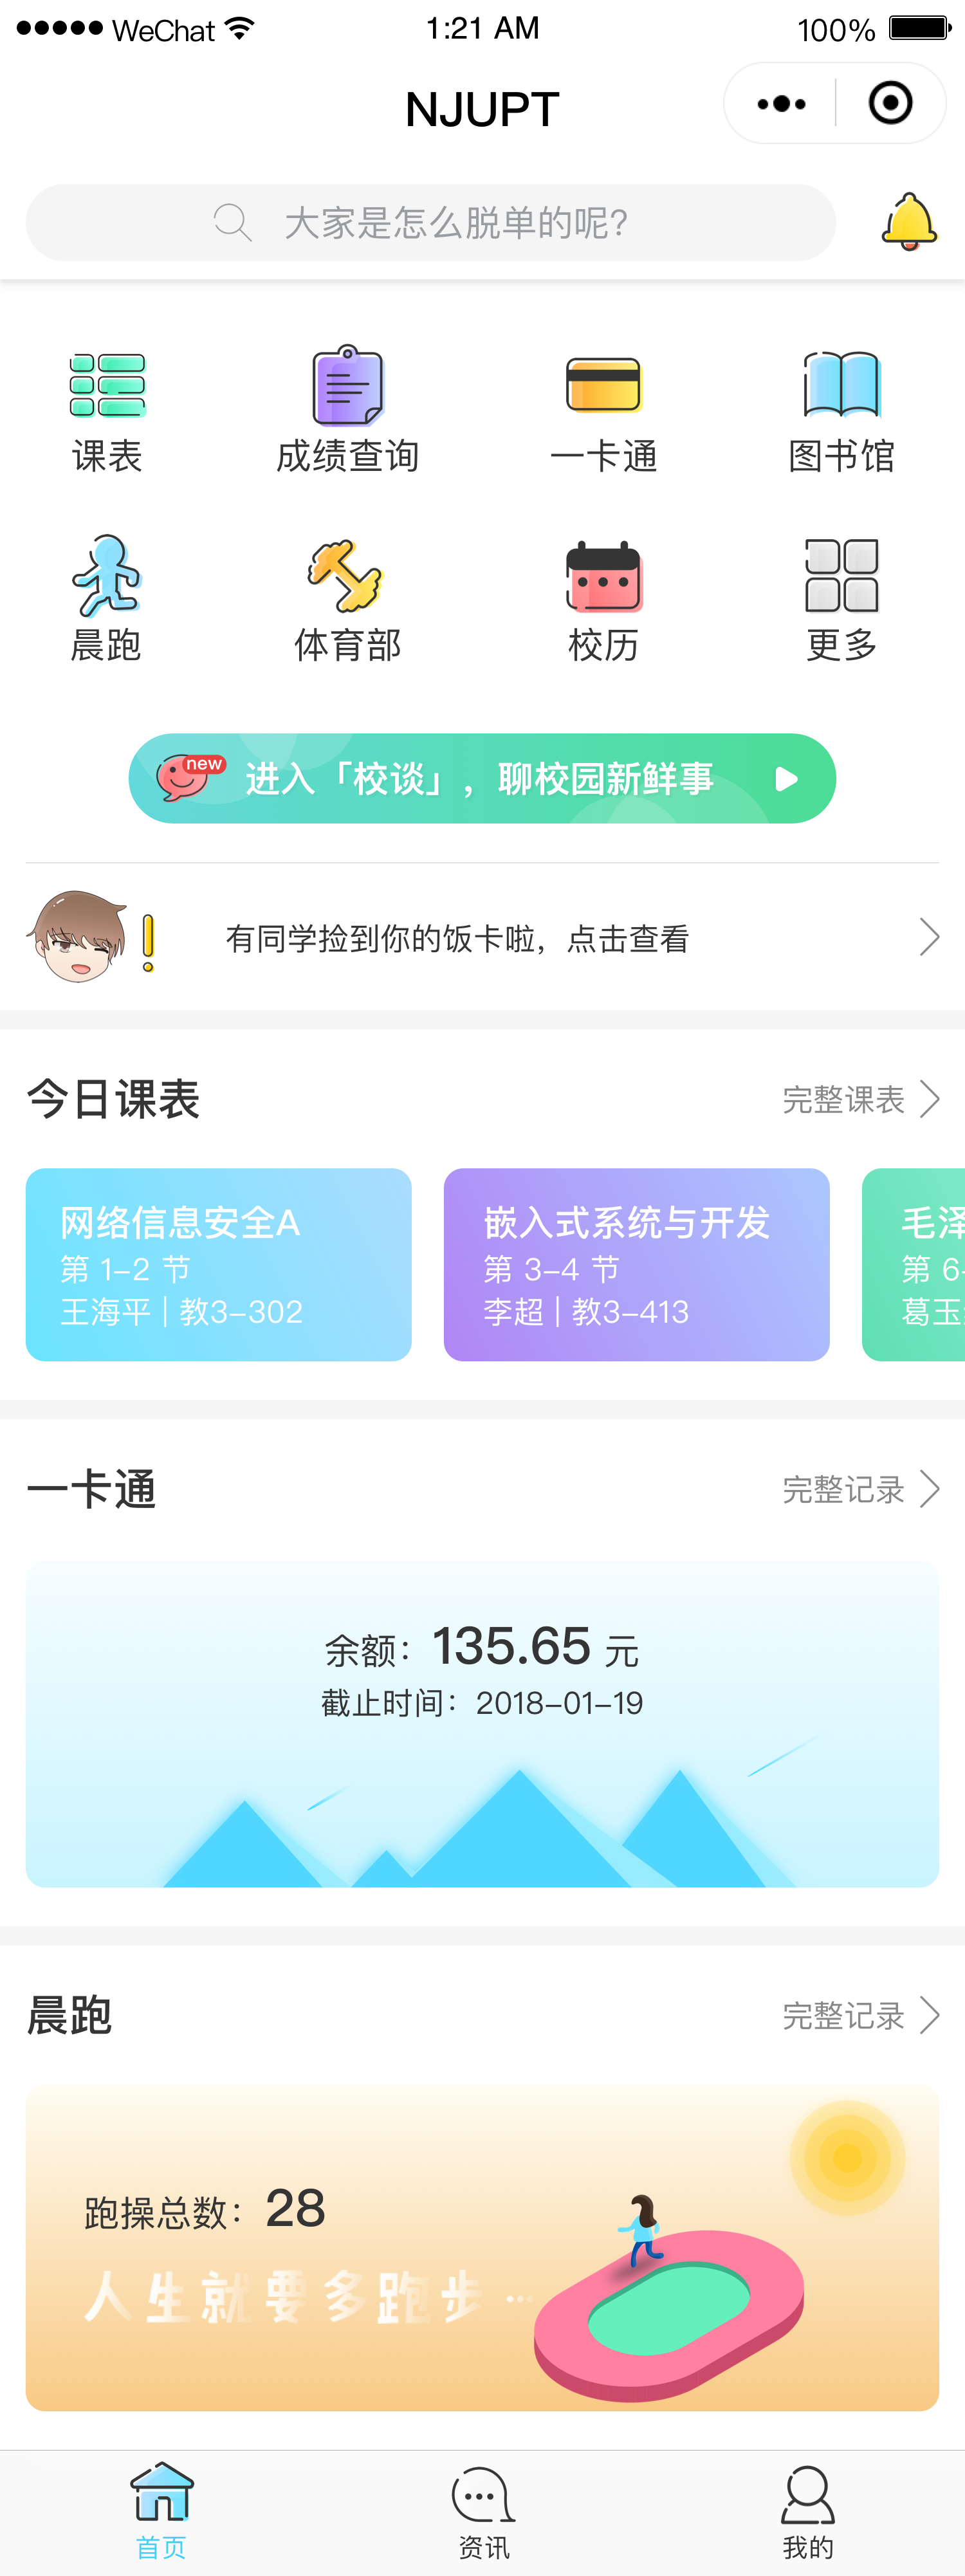 WeChat 1:21 AM 100%
NJUPT
大家是怎么脱单的呢？
课表 成绩查询 一卡通 图书馆
晨跑 体育部 校历 更多
new 进入「校谈」，聊校园新鲜事
有同学捡到你的饭卡啦，点击查看
今日课表 完整课表
网络信息安全A
第 1-2 节
王海平 | 教3-302
嵌入式系统与开发
第 3-4 节
李超 | 教3-413
毛泽
第 6-
葛玉
一卡通 完整记录
余额：135.65 元
截止时间：2018-01-19
晨跑 完整记录
跑操总数：28
人生就要多跑步 ...
首页 资讯 我的